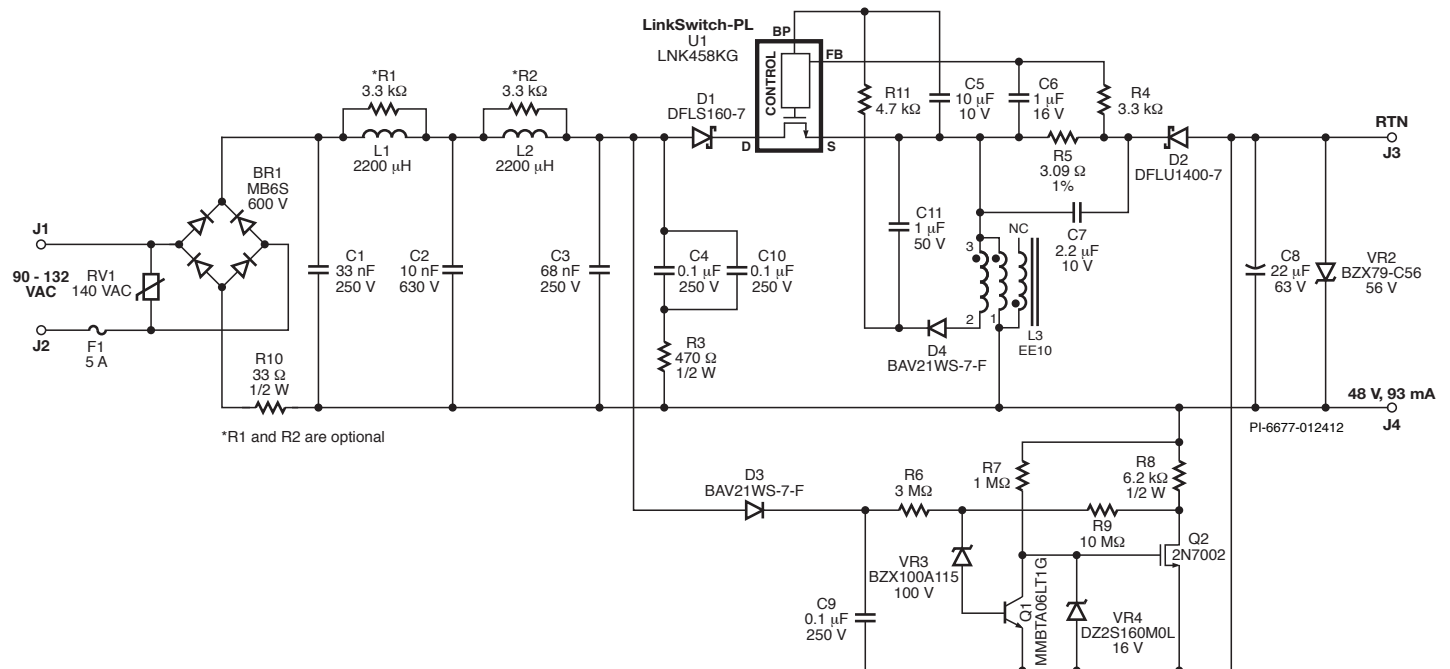 LinkSwitch-PL
U1
LNK458KG
BP
FB
CONTROL
D
S
*R1
3.3 kΩ
L1
2200 µH
*R2
3.3 kΩ
L2
2200 µH
D1
DFLS160-7
R11
4.7 kΩ
C5
10 µF
10 V
C6
1 µF
16 V
R4
3.3 kΩ
R5
3.09 Ω
1%
D2
DFLU1400-7
RTN
J3
BR1
MB6S
600 V
J1
90 - 132
VAC
RV1
140 VAC
J2
F1
5 A
C1
33 nF
250 V
C2
10 nF
630 V
C3
68 nF
250 V
C4
0.1 µF
250 V
C10
0.1 µF
250 V
C11
1 µF
50 V
3
NC
2
1
L3
EE10
C7
2.2 µF
10 V
C8
22 µF
63 V
VR2
BZX79-C56
56 V
R3
470 Ω
1/2 W
D4
BAV21WS-7-F
R10
33 Ω
1/2 W
*R1 and R2 are optional
48 V, 93 mA
J4
PI-6677-012412
D3
BAV21WS-7-F
R6
3 MΩ
R7
1 MΩ
R8
6.2 kΩ
1/2 W
R9
10 MΩ
Q2
2N7002
VR3
BZX100A115
100 V
C9
0.1 µF
250 V
Q1
MMBTA06LT1G
VR4
DZ2S160M0L
16 V